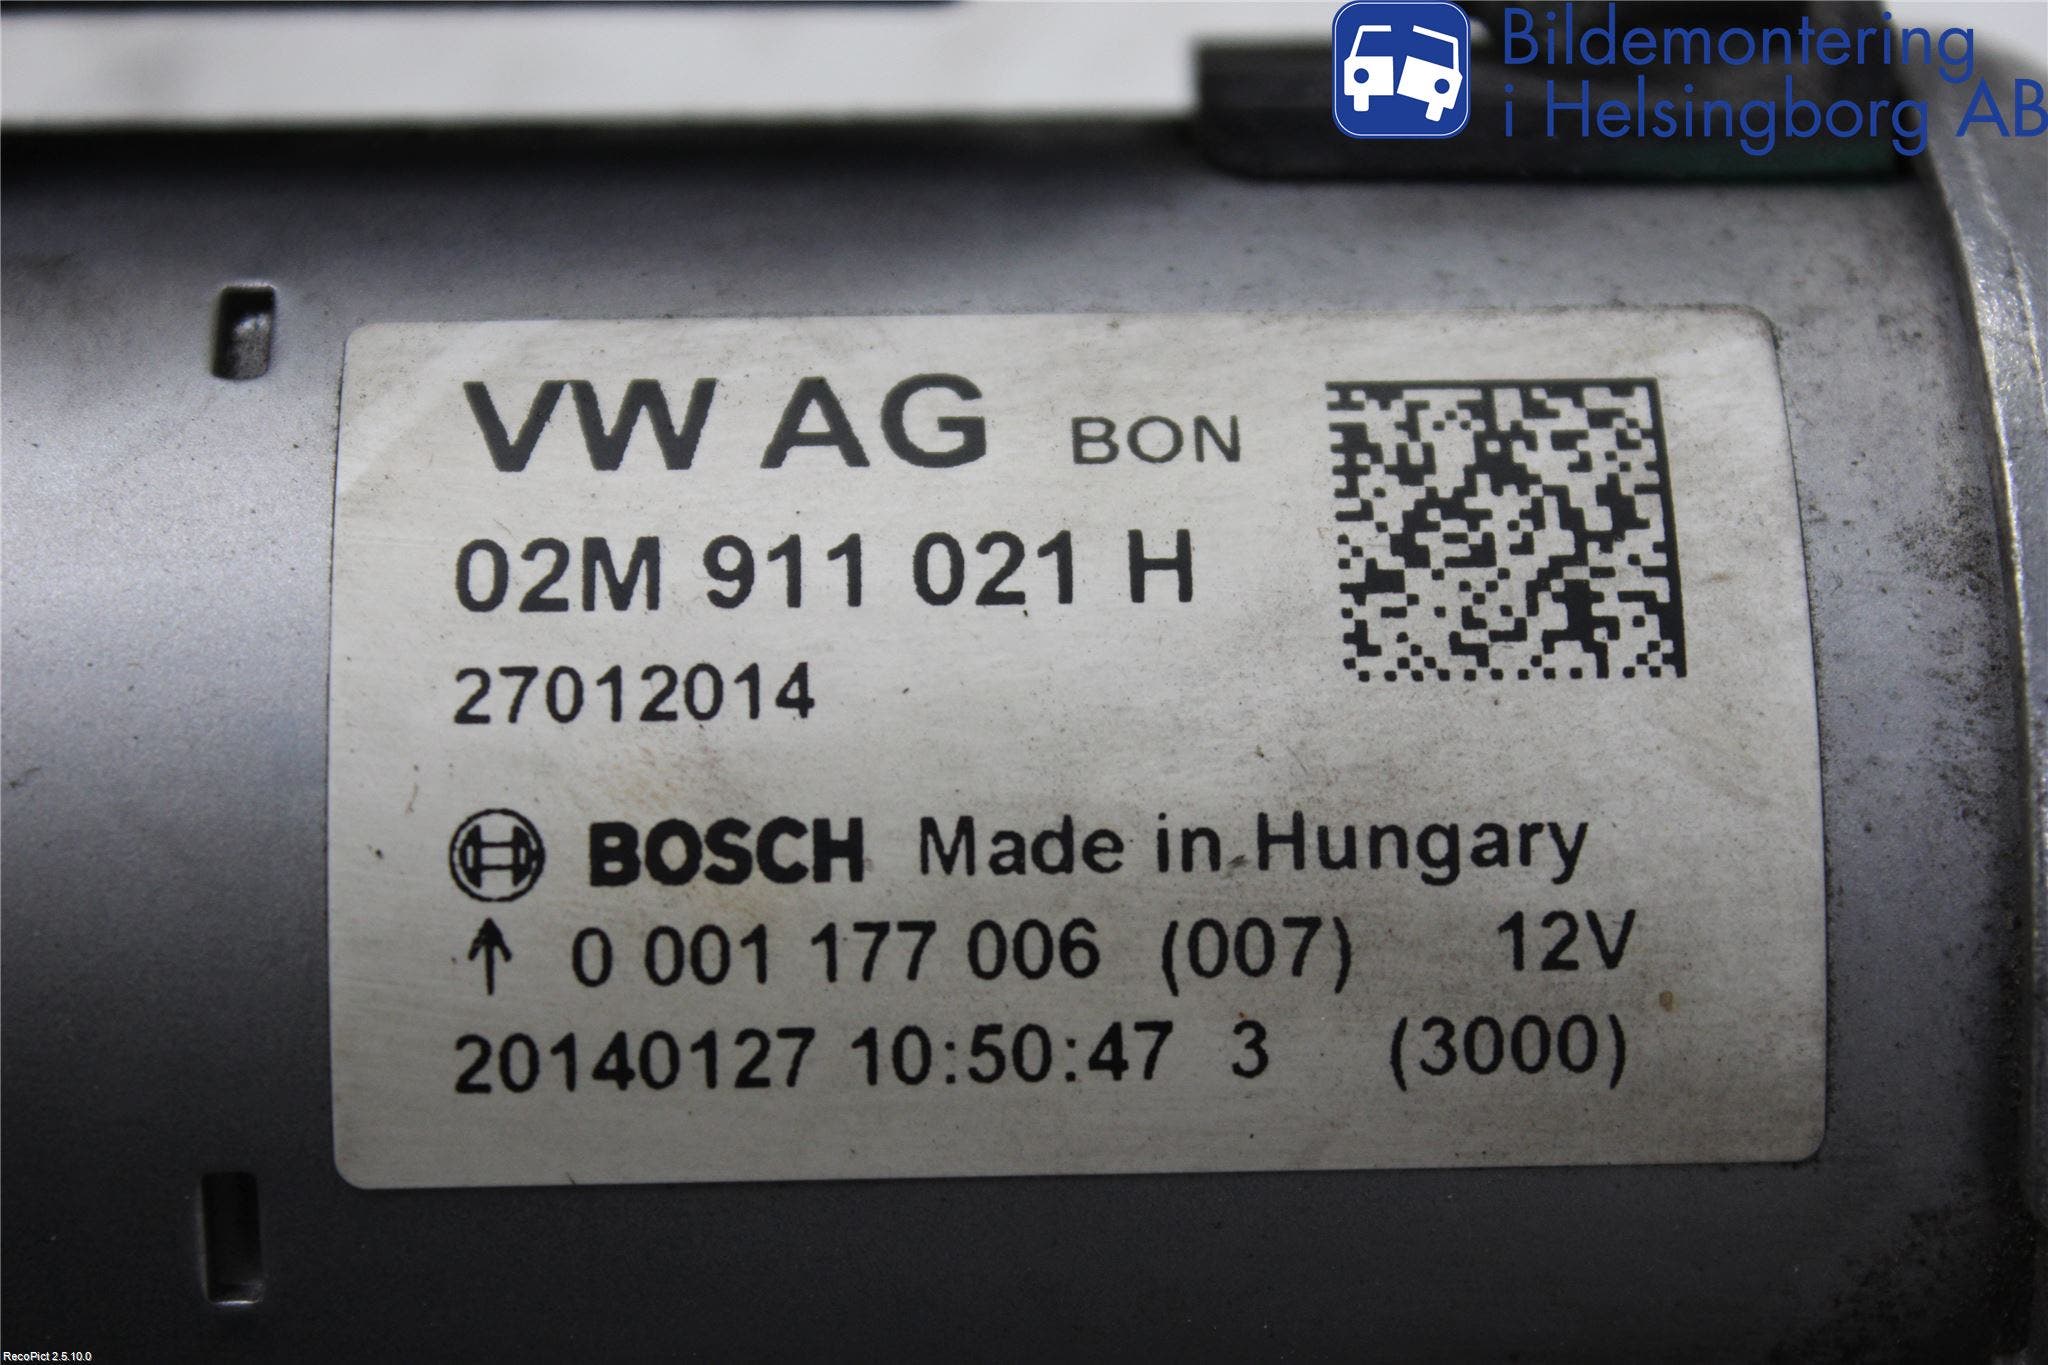 Bildemontering
i Helsingborg AB
VW AG BON
02M 911 021 H
27012014
BOSCH Made in Hungary
↑ 0 001 177 006 (007) 12V
20140127 10:50:47 3 (3000)
RecoPict 2.5.10.0